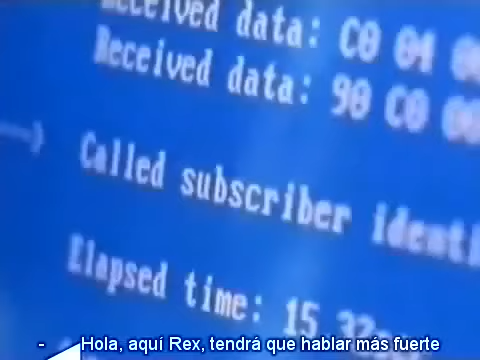 Received data: C0 04
Received data: 90 C0
Called subscriber
Elapsed time: 15
- Hola, aquí Rex, tendrá que hablar más fuerte